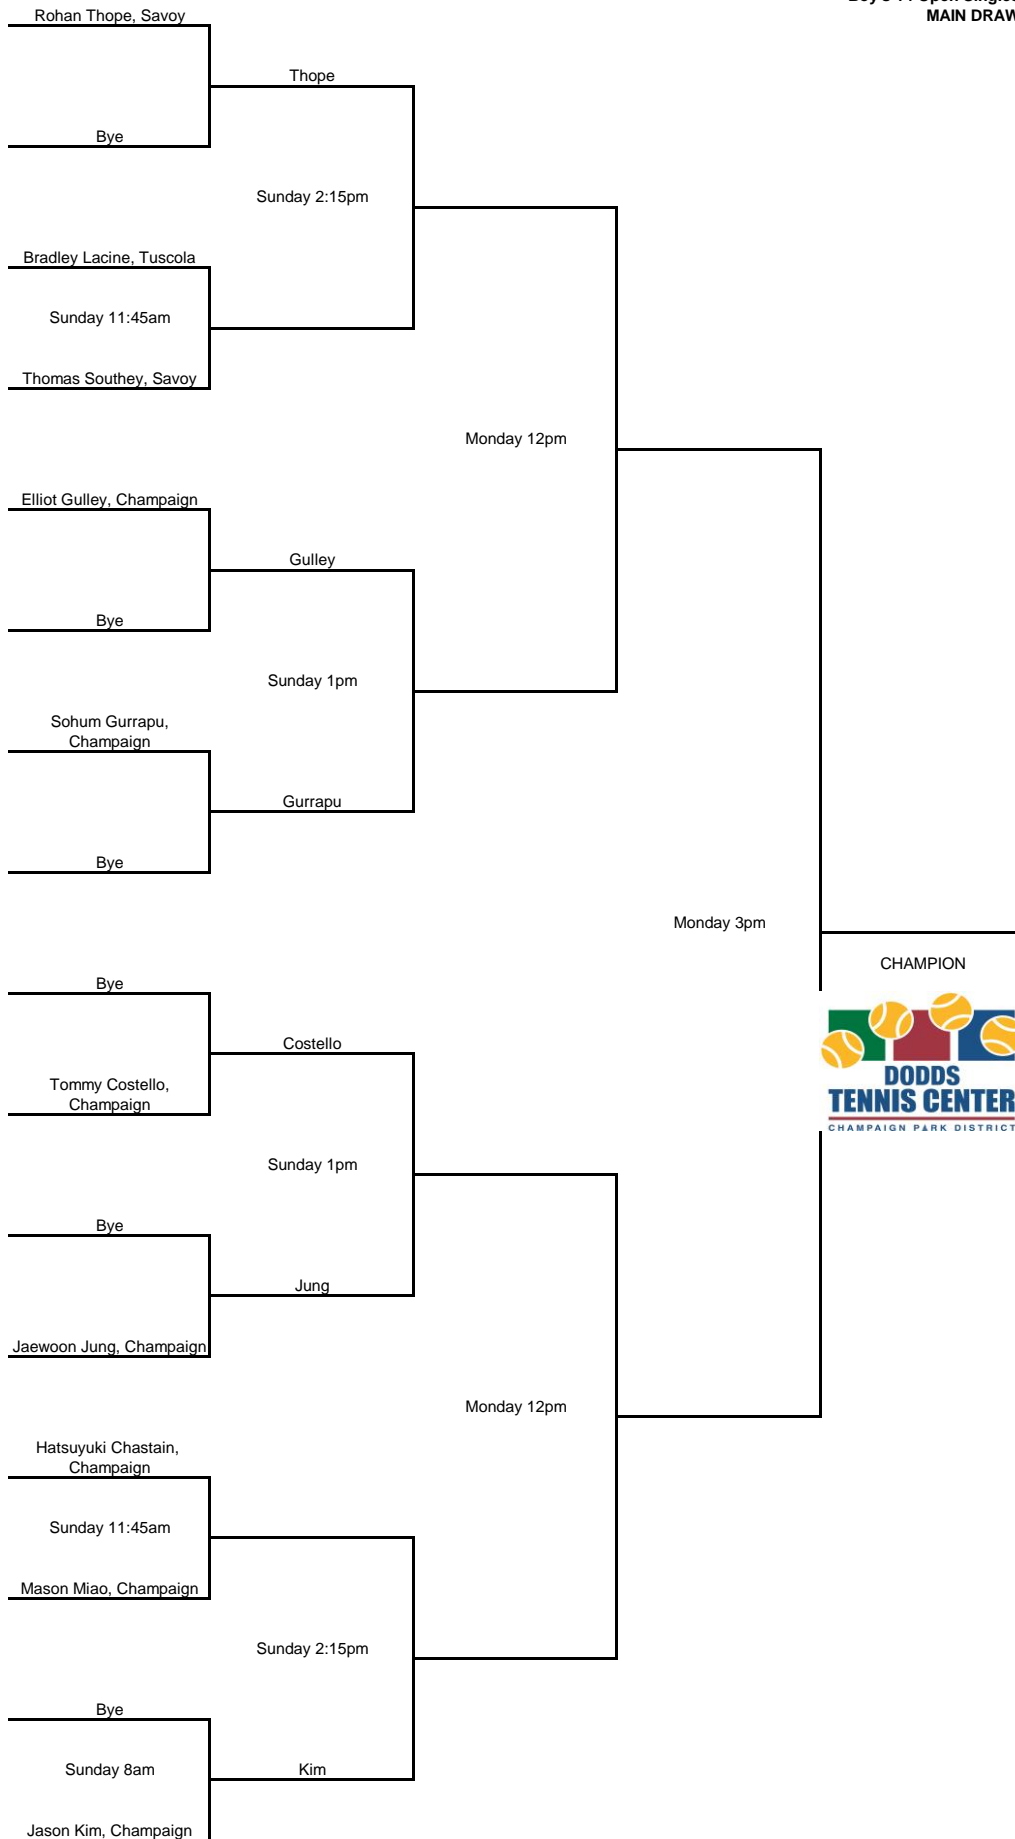 MAIN DRAW
Rohan Thope, Savoy
Thope
Bye
Sunday 2:15pm
Bradley Lacine, Tuscola
Sunday 11:45am
Thomas Southey, Savoy
Monday 12pm
Elliot Gulley, Champaign
Gulley
Bye
Sunday 1pm
Sohum Gurrapu,
Champaign
Gurrapu
Bye
Monday 3pm
CHAMPION
Bye
Costello
Tommy Costello,
Champaign
Sunday 1pm
Bye
Jung
Jaewoon Jung, Champaign
Monday 12pm
Hatsuyuki Chastain,
Champaign
Sunday 11:45am
Mason Miao, Champaign
Sunday 2:15pm
Bye
Sunday 8am
Kim
Jason Kim, Champaign
DODDS
TENNIS CENTER
CHAMPAIGN PARK DISTRICT